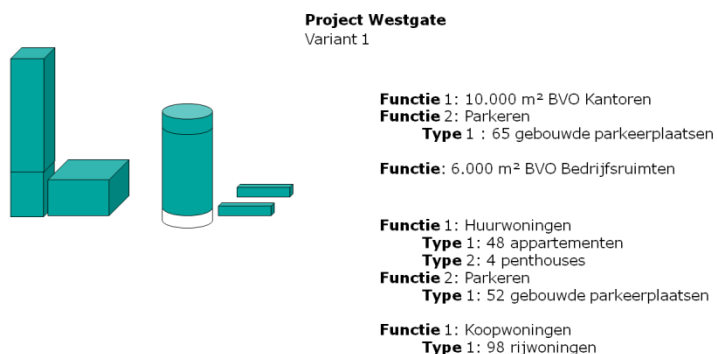 Project Westgate
Variant 1
Functie 1: 10.000 m² BVO Kantoren
Functie 2: Parkeren
Type 1 : 65 gebouwde parkeerplaatsen
Functie: 6.000 m² BVO Bedrijfsruimten
Functie 1: Huurwoningen
Type 1: 48 appartementen
Type 2: 4 penthouses
Functie 2: Parkeren
Type 1: 52 gebouwde parkeerplaatsen
Functie 1: Koopwoningen
Type 1: 98 rijwoningen